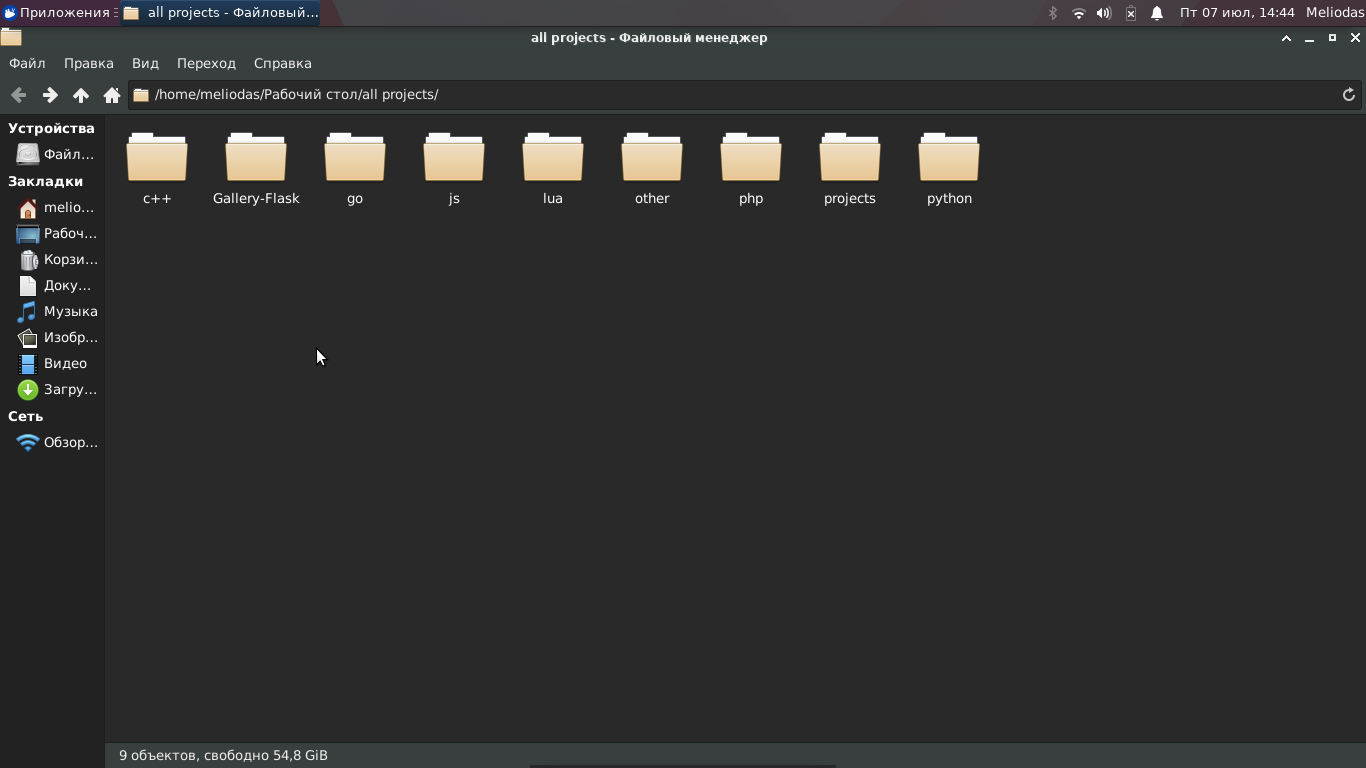 Приложения
all projects - Файловый...
Пт 07 июл, 14:44
Meliodas
all projects - Файловый менеджер
Файл
Правка
Вид
Переход
Справка
/home/meliodas/Рабочий стол/all projects/
Устройства
Файл...
Закладки
melio...
Рабоч...
Корзи...
Доку...
Музыка
Изобр...
Видео
Загру...
Сеть
Обзор...
c++
Gallery-Flask
go
js
lua
other
php
projects
python
9 объектов, свободно 54,8 GiB